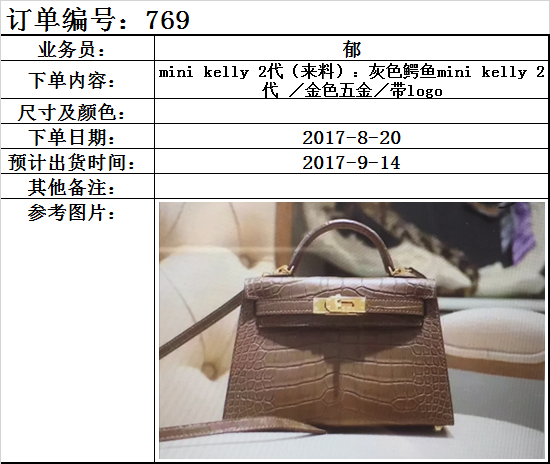 订单编号：769
业务员：
郁
下单内容：
mini kelly 2代（来料）：灰色鳄鱼mini kelly 2
代 ／金色五金／带logo
尺寸及颜色：
下单日期：
2017-8-20
预计出货时间：
2017-9-14
其他备注：
参考图片：